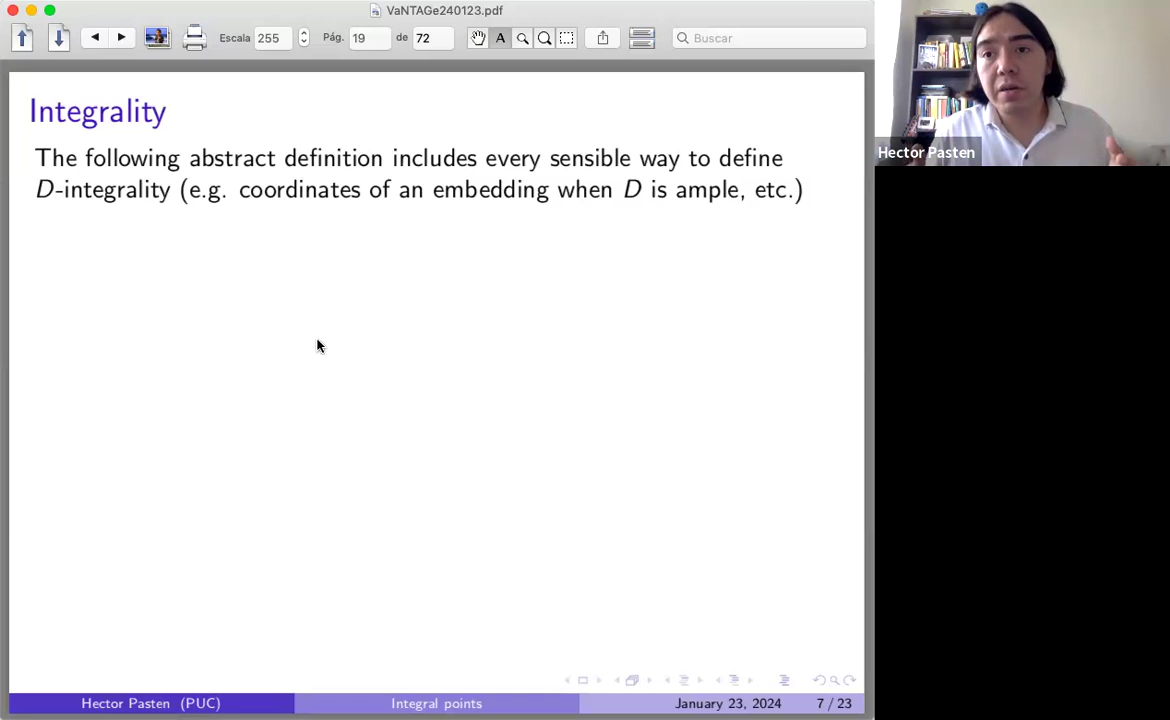 VaNTAGe240123.pdf
Escala 255 Pág. 19 de 72 A Buscar
Integrality
The following abstract definition includes every sensible way to define
D-integrality (e.g. coordinates of an embedding when D is ample, etc.)
Hector Pasten (PUC) Integral points January 23, 2024 7 / 23
Hector Pasten